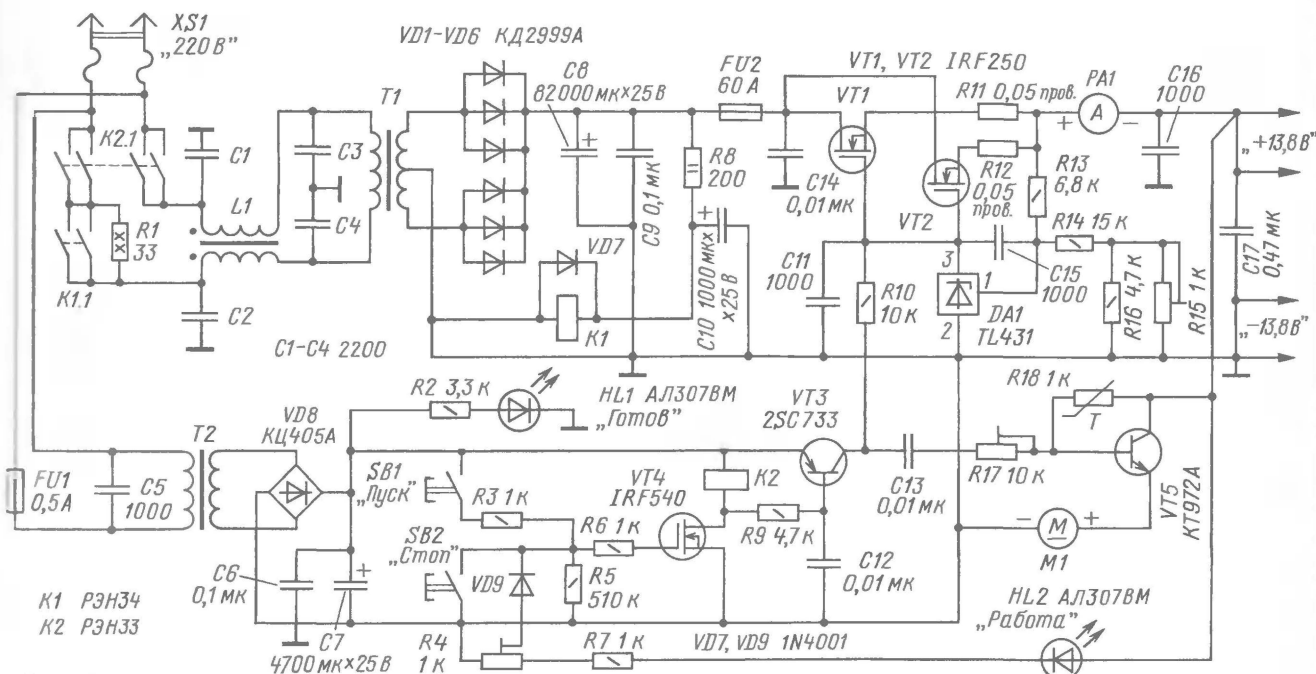 XS1
„220 В"
VD1-VD6 КД2999А
C8
82000 мк×25В
FU2
60 А
VT1, VT2 IRF250
VT1
R11 0,05 пров.
PA1
A
+
-
C16
1000
„+13,8 В"
K2.1
C1
C3
T1
R8
200
C14
0,01 мк
R12
0,05
пров.
R13
6,8 к
R1
33
L1
C4
C9 0,1 мк
VT2
R14 15 к
C17
0,47 мк
K1.1
VD7
C10 1000 мк×
×25 В
C11
1000
3
1
C15
1000
R16 4,7 к
R15 1 к
C2
K1
R10
10 к
2
DA1
TL431
„-13,8 В"
C1-C4 2200
R2 3,3 к
HL1 АЛ307ВМ
„Готов"
VT3
2SC733
R18 1 к
T
T2
VD8
КЦ405А
FU1
0,5 А
C5
1000
SB1
„Пуск"
R3 1 к
VT4
IRF540
K2
C13
0,01 мк
R17 10 к
VT5
КТ972А
SB2
„Стоп"
R6 1 к
R9 4,7 к
-
M
+
M1
C6
0,1 мк
VD9
R5
510 к
C12
0,01 мк
K1 РЭН34
K2 РЭН33
C7
4700 мк×25 В
R4
1 к
R7 1 к
VD7, VD9 1N4001
HL2 АЛ307ВМ
„Работа"